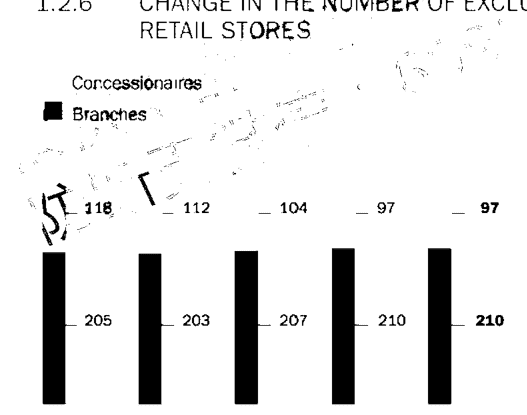 1.2.6 CHANGE IN THE NUMBER OF
RETAIL STORES
Concessionaires
Branches
118 112 104 97 97
205 203 207 210 210